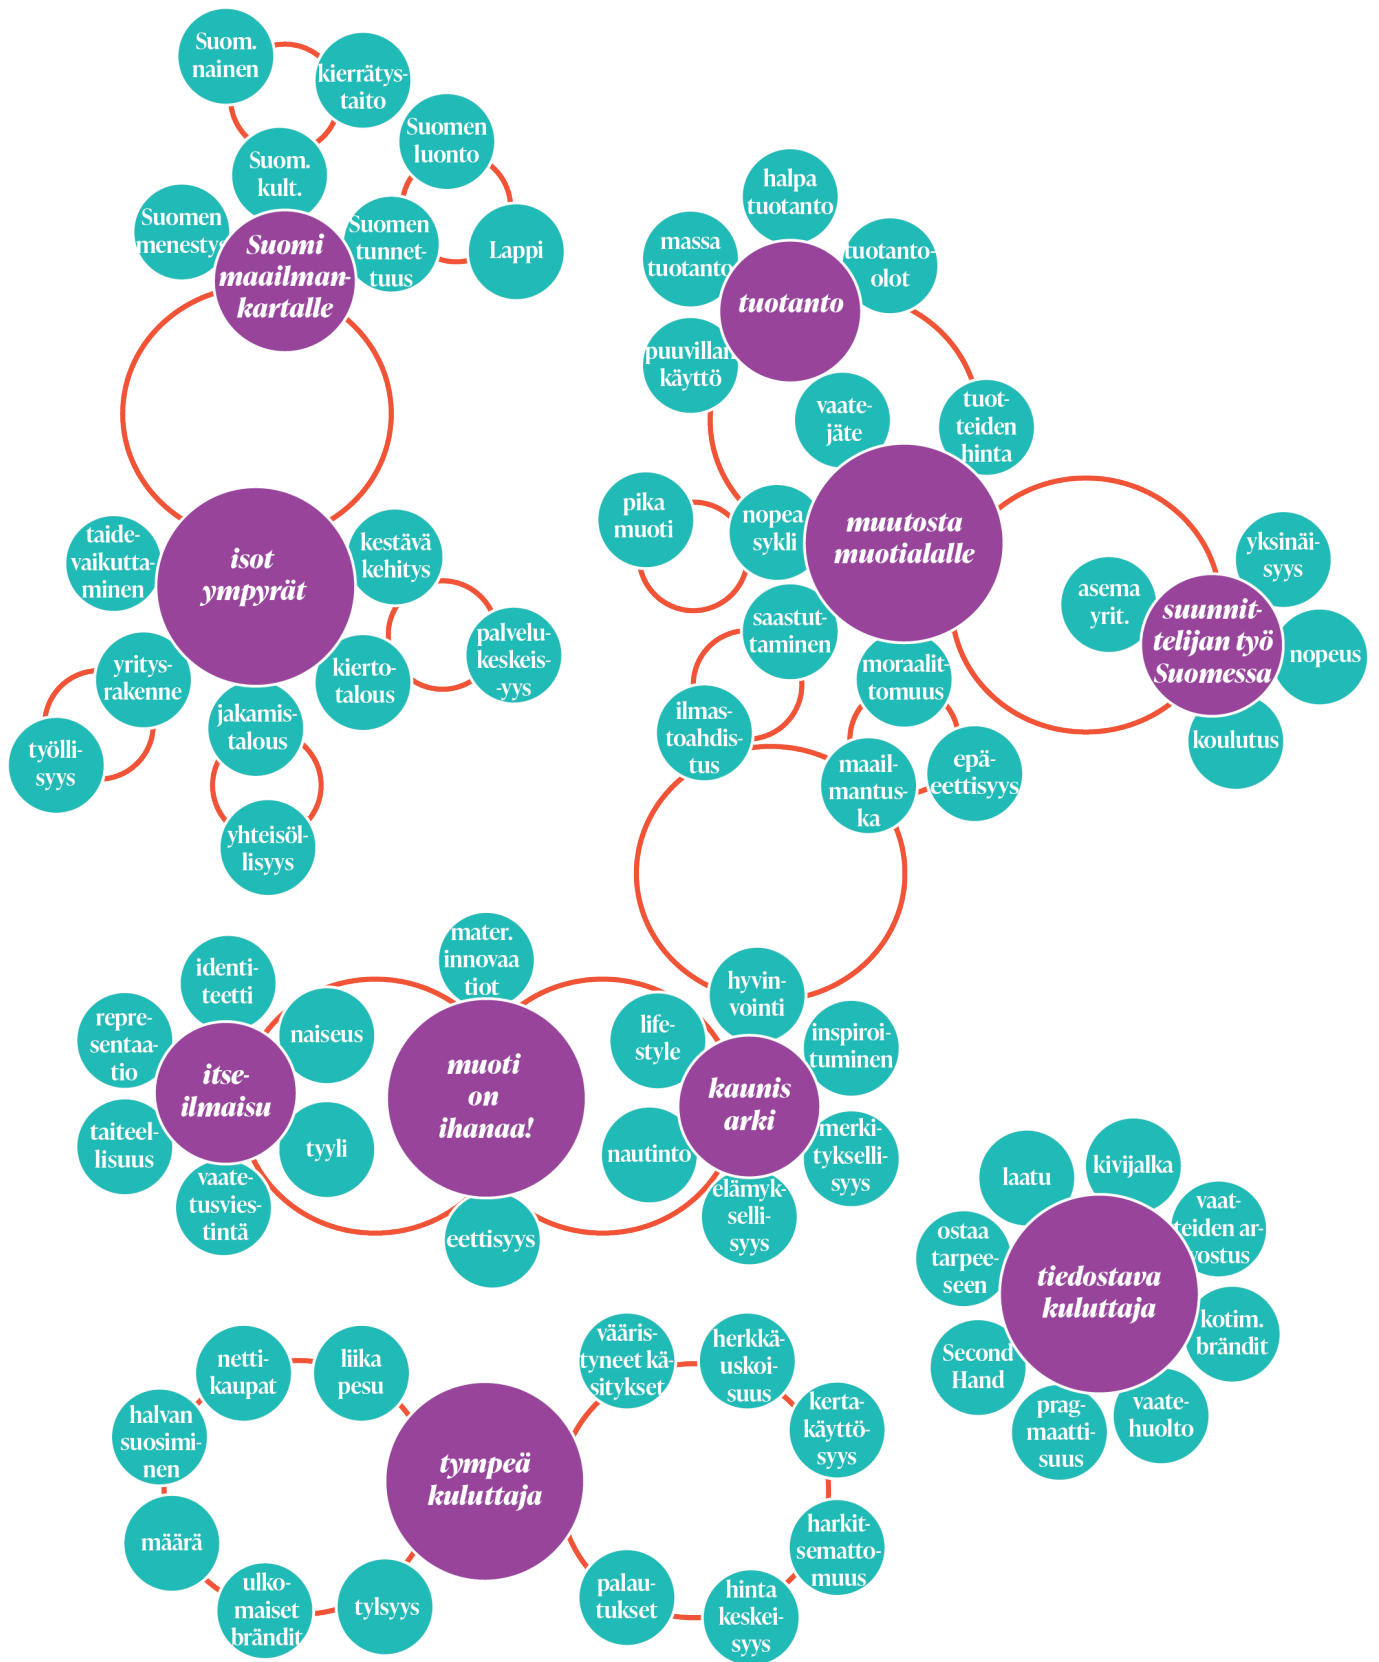 Suom.
nainen
kierrätys-
taito
Suomen
luonto
Suom.
kult.
Suomen
menestys
Suomi
maailman-
kartalle
Suomen
tunnet-
tuus
Lappi
halpa
tuotanto
massa
tuotanto
tuotanto-
olot
tuotanto
puuvillan
käyttö
vaate-
jäte
tuot-
teiden
hinta
pika
muoti
nopea
sykli
muutosta
muotialalle
yksinäi-
syys
asema
yrit.
suunnit-
telijan työ
Suomessa
nopeus
koulutus
saastut-
taminen
moraalit-
tomuus
ilmas-
toahdis-
tus
maail-
mantus-
ka
epä-
eettisyys
taide-
vaikutta-
minen
isot
ympyrät
kestävä
kehitys
palvelu-
keskeis-
-yys
kierto-
talous
yritys-
rakenne
työlli-
syys
jakamis-
talous
yhteisöl-
lisyys
mater.
innovaa
tiot
identi-
teetti
naiseus
repre-
sentaa-
tio
itse-
ilmaisu
taiteel-
lisuus
tyyli
vaate-
tusvies-
tintä
muoti
on
ihanaa!
eettisyys
hyvin-
vointi
life-
style
inspiroi-
tuminen
kaunis
arki
nautinto
merki-
tyksелli-
syys
elämyk-
selli-
syys
laatu
kivijalka
vaat-
teiden ar-
vostus
ostaa
tarpee-
seen
tiedostava
kuluttaja
kotim.
brändit
Second
Hand
prag-
maatti-
suus
vaate-
huolto
netti-
kaupat
liika
pesu
halvan
suosimi-
nen
määrä
ulko-
maiset
brändit
tylsyys
tympeä
kuluttaja
vääris-
tyneet kä-
sitykset
herkkä-
uskoi-
suus
kerta-
käyttö-
syys
harkit-
sematto-
muus
hinta
keskei-
syys
palau-
tukset